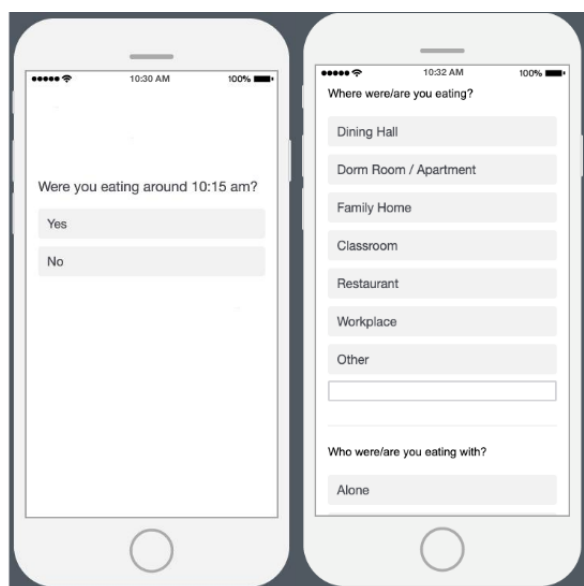 10:30 AM 100%
Were you eating around 10:15 am?
Yes
No
10:32 AM 100%
Where were/are you eating?
Dining Hall
Dorm Room / Apartment
Family Home
Classroom
Restaurant
Workplace
Other
Who were/are you eating with?
Alone